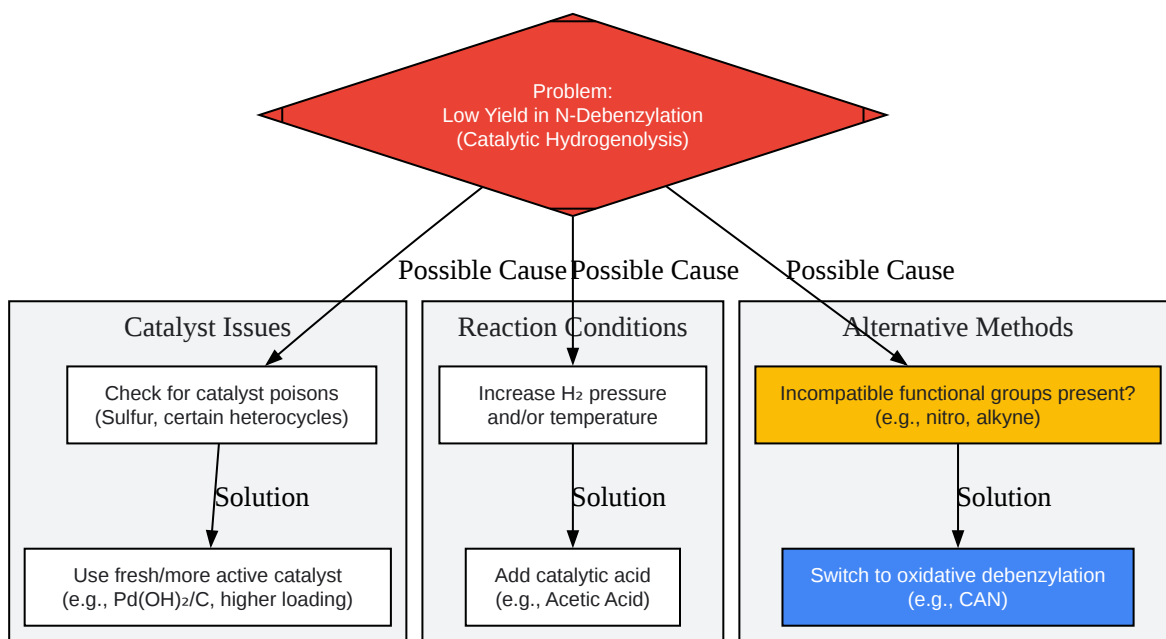 Problem:
Low Yield in N-Debenzylation
(Catalytic Hydrogenolysis)
Possible Cause
Possible Cause
Possible Cause
Catalyst Issues
Reaction Conditions
Alternative Methods
Check for catalyst poisons
(Sulfur, certain heterocycles)
Increase H₂ pressure
and/or temperature
Incompatible functional groups present?
(e.g., nitro, alkyne)
Solution
Solution
Solution
Use fresh/more active catalyst
(e.g., Pd(OH)₂/C, higher loading)
Add catalytic acid
(e.g., Acetic Acid)
Switch to oxidative debenzylation
(e.g., CAN)